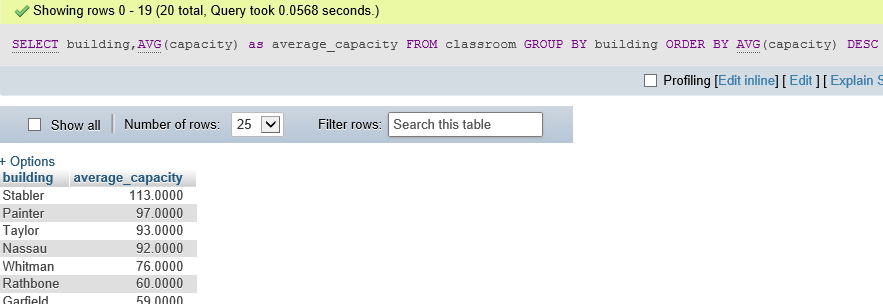 Showing rows 0 - 19 (20 total, Query took 0.0568 seconds.)
SELECT building,AVG(capacity) as average_capacity FROM classroom GROUP BY building ORDER BY AVG(capacity) DESC
Profiling [Edit inline] [ Edit ] [ Explain S
Show all Number of rows: 25 Filter rows: Search this table
+ Options
building average_capacity
Stabler 113.0000
Painter 97.0000
Taylor 93.0000
Nassau 92.0000
Whitman 76.0000
Rathbone 60.0000
Garfield 59.0000